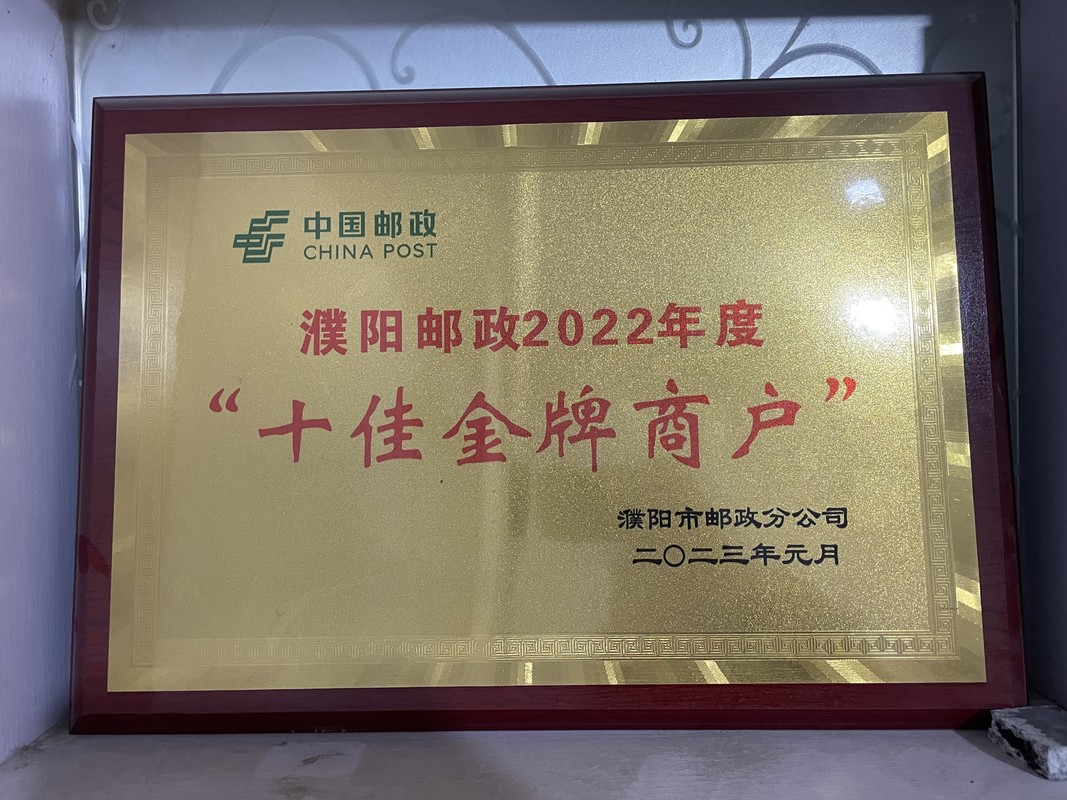 中国邮政
CHINA POST
濮阳邮政2022年度
“十佳金牌商户”
濮阳市邮政分公司
二〇二三年元月